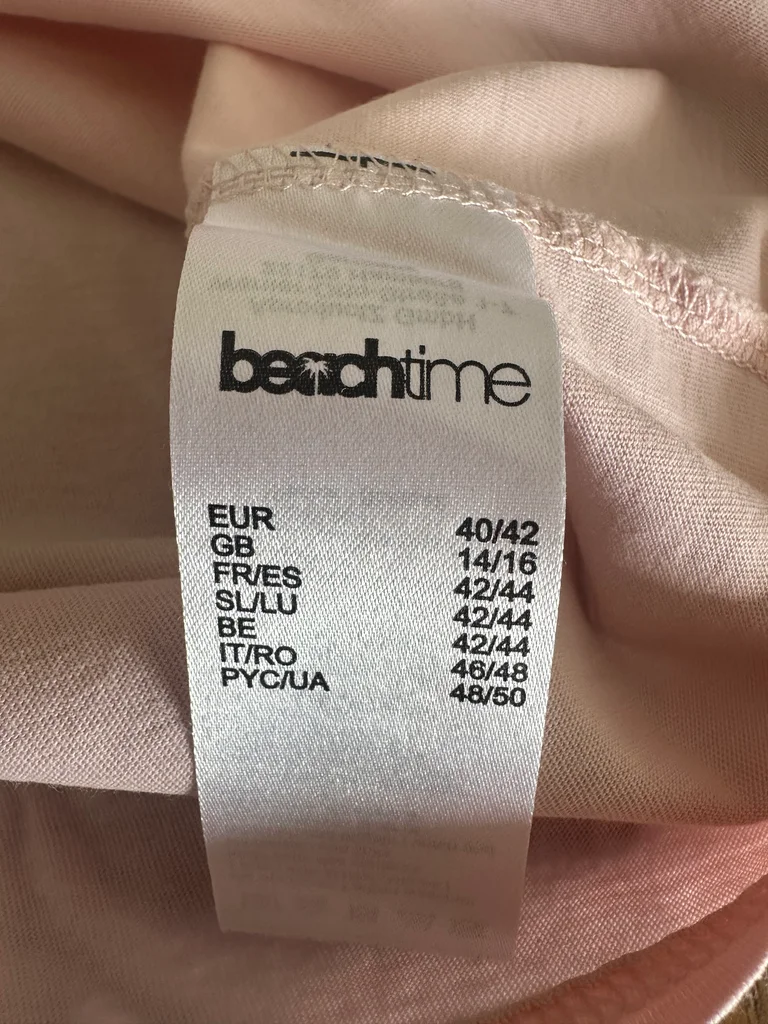 beachtime
EUR 40/42
GB 14/16
FR/ES 42/44
SL/LU 42/44
BE 42/44
IT/RO 46/48
PYC/UA 48/50